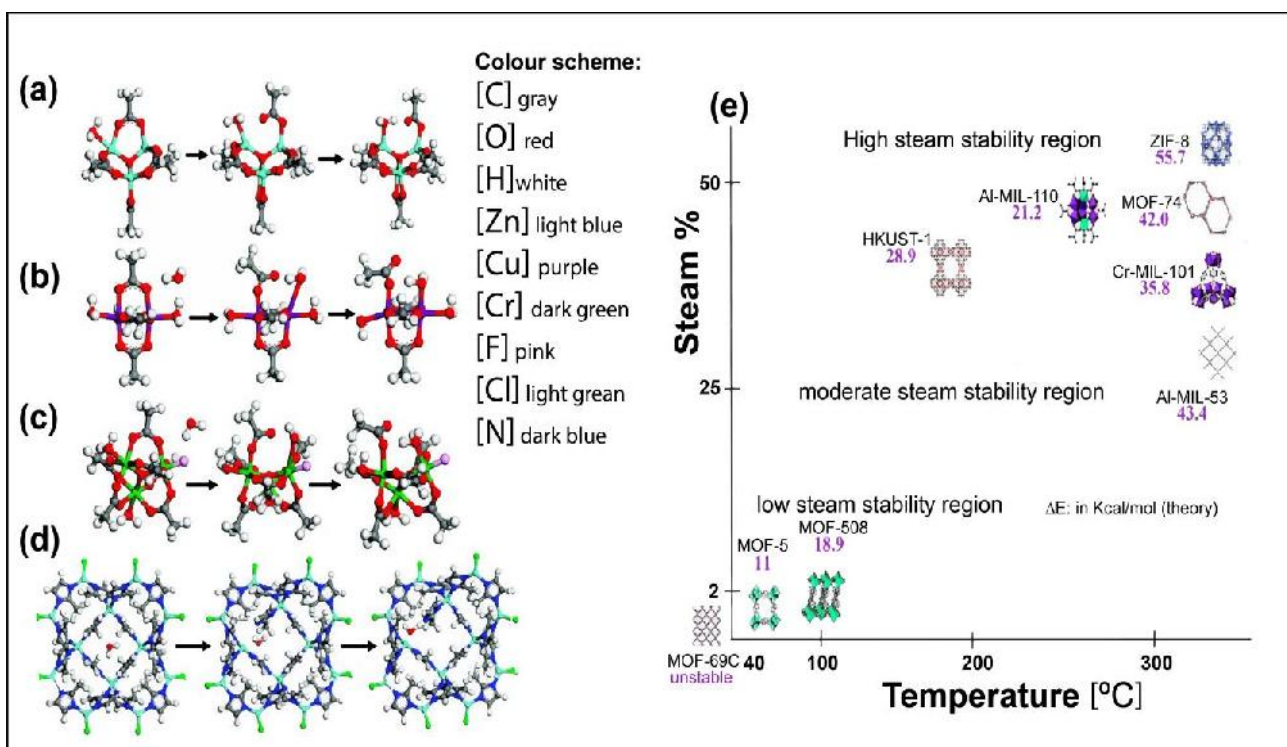 (a)
(b)
(c)
(d)
Colour scheme:
[C] gray
[O] red
[H]white
[Zn] light blue
[Cu] purple
[Cr] dark green
[F] pink
[Cl] light grean
[N] dark blue
(e)
High steam stability region
ZIF-8
55.7
50
Al-MIL-110
21.2
MOF-74
42.0
HKUST-1
28.9
Cr-MIL-101
35.8
Steam %
25
moderate steam stability region
Al-MIL-53
43.4
low steam stability region
ΔE: in Kcal/mol (theory)
MOF-5
11
MOF-508
18.9
2
MOF-69C
unstable
40
100
200
300
Temperature [ºC]